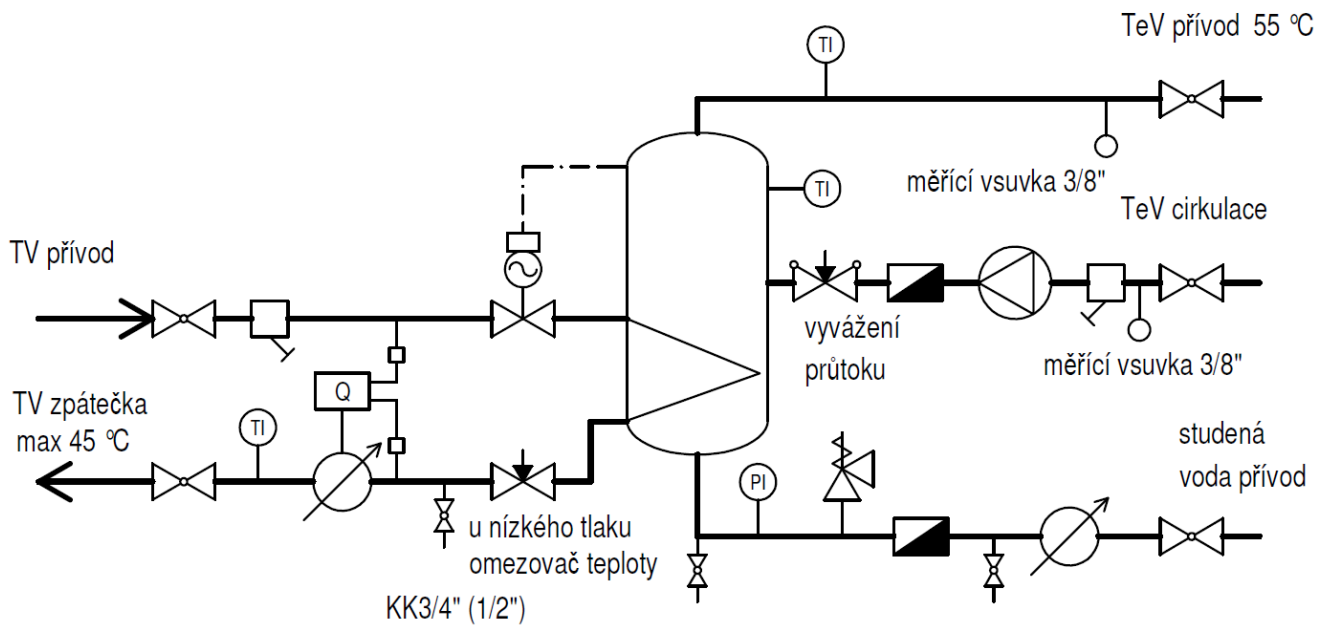 TeV přívod 55 °C
TI
měřící vsuvka 3/8"
TI
TeV cirkulace
TV přívod
vyvážení
průtoku
měřící vsuvka 3/8"
Q
TV zpátečka
max 45 °C
TI
studená
voda přívod
PI
u nízkého tlaku
omezovač teploty
KK3/4" (1/2")